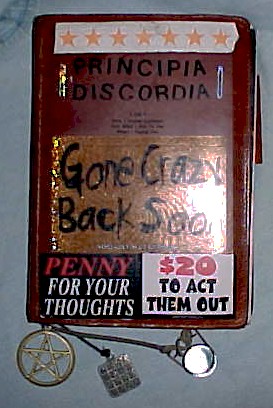 PRINCIPIA
DISCORDIA
Gone Crazy
Back Soon
PENNY
FOR YOUR
THOUGHTS
$20
TO ACT
THEM OUT